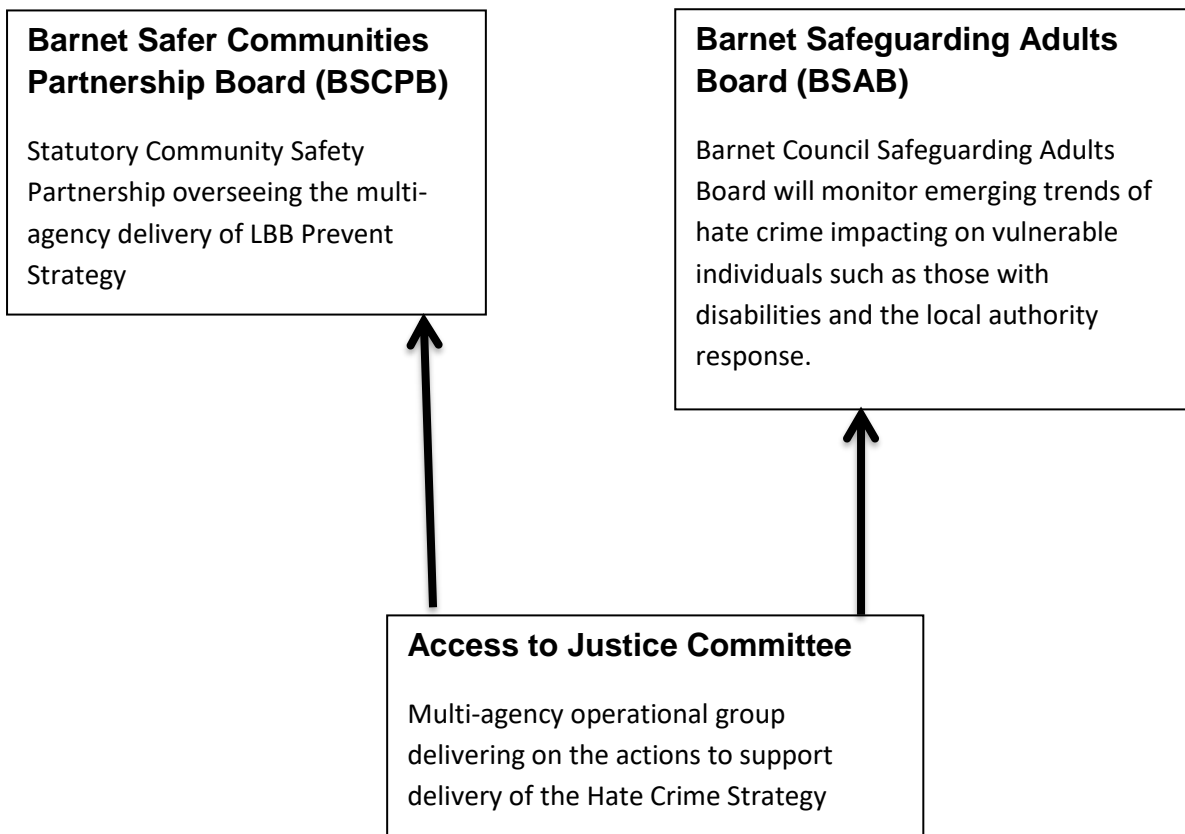 Barnet Safer Communities
Partnership Board (BSCPB)
Statutory Community Safety
Partnership overseeing the multi-
agency delivery of LBB Prevent
Strategy
Barnet Safeguarding Adults
Board (BSAB)
Barnet Council Safeguarding Adults
Board will monitor emerging trends of
hate crime impacting on vulnerable
individuals such as those with
disabilities and the local authority
response.
Access to Justice Committee
Multi-agency operational group
delivering on the actions to support
delivery of the Hate Crime Strategy